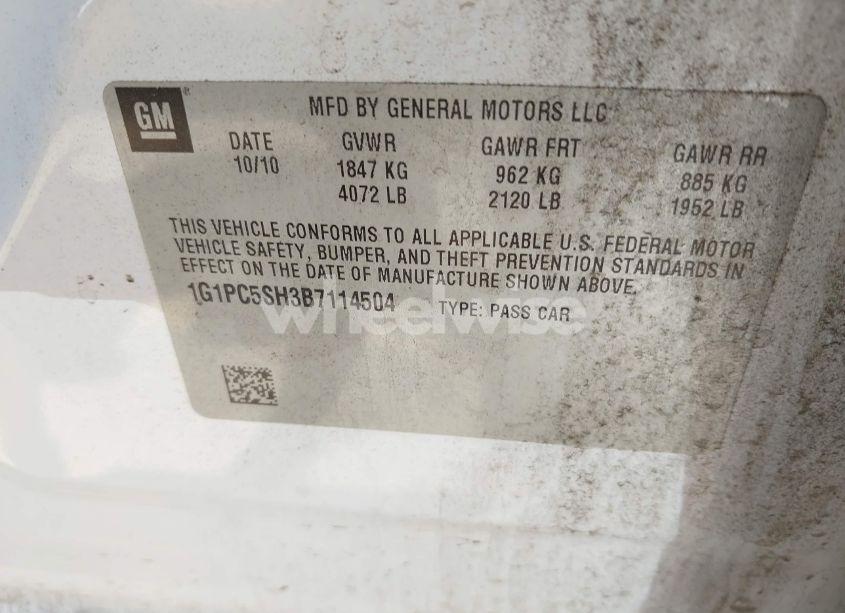 GM
MFD BY GENERAL MOTORS LLC
DATE GVWR GAWR FRT GAWR RR
10/10 1847 KG 962 KG 885 KG
4072 LB 2120 LB 1952 LB
THIS VEHICLE CONFORMS TO ALL APPLICABLE U.S. FEDERAL MOTOR
VEHICLE SAFETY, BUMPER, AND THEFT PREVENTION STANDARDS IN
EFFECT ON THE DATE OF MANUFACTURE SHOWN ABOVE.
1G1PC5SH3B7114504 TYPE: PASS CAR
wheelwise